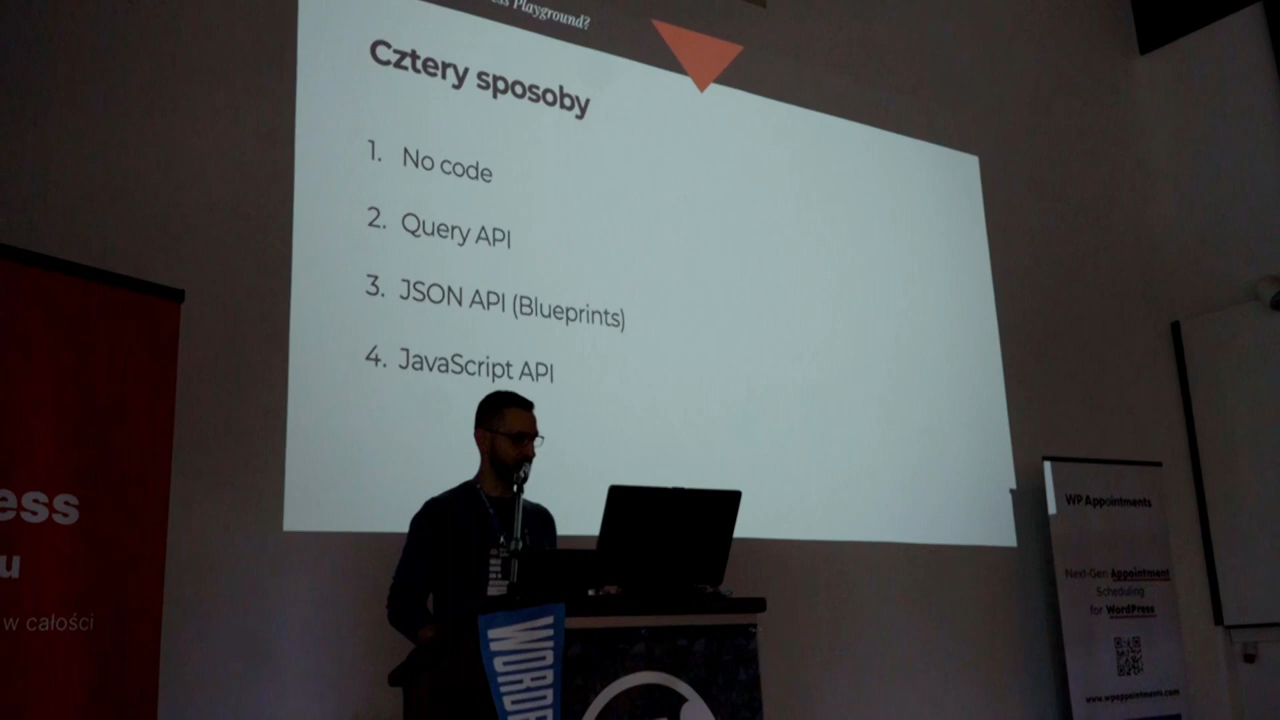 Playground?
Cztery sposoby
1. No code
2. Query API
3. JSON API (Blueprints)
4. JavaScript API
ess
u
w całości
WORD
WP Appointments
Next-Gen Appointment
Scheduling
for WordPress
www.wpappointments.com